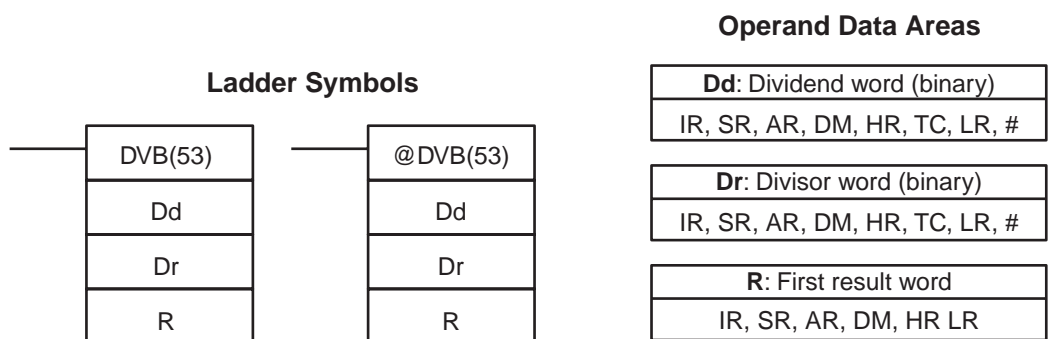 Ladder Symbols
DVB(53)
Dd
Dr
R
@DVB(53)
Dd
Dr
R
Operand Data Areas
Dd: Dividend word (binary)
IR, SR, AR, DM, HR, TC, LR, #
Dr: Divisor word (binary)
IR, SR, AR, DM, HR, TC, LR, #
R: First result word
IR, SR, AR, DM, HR LR